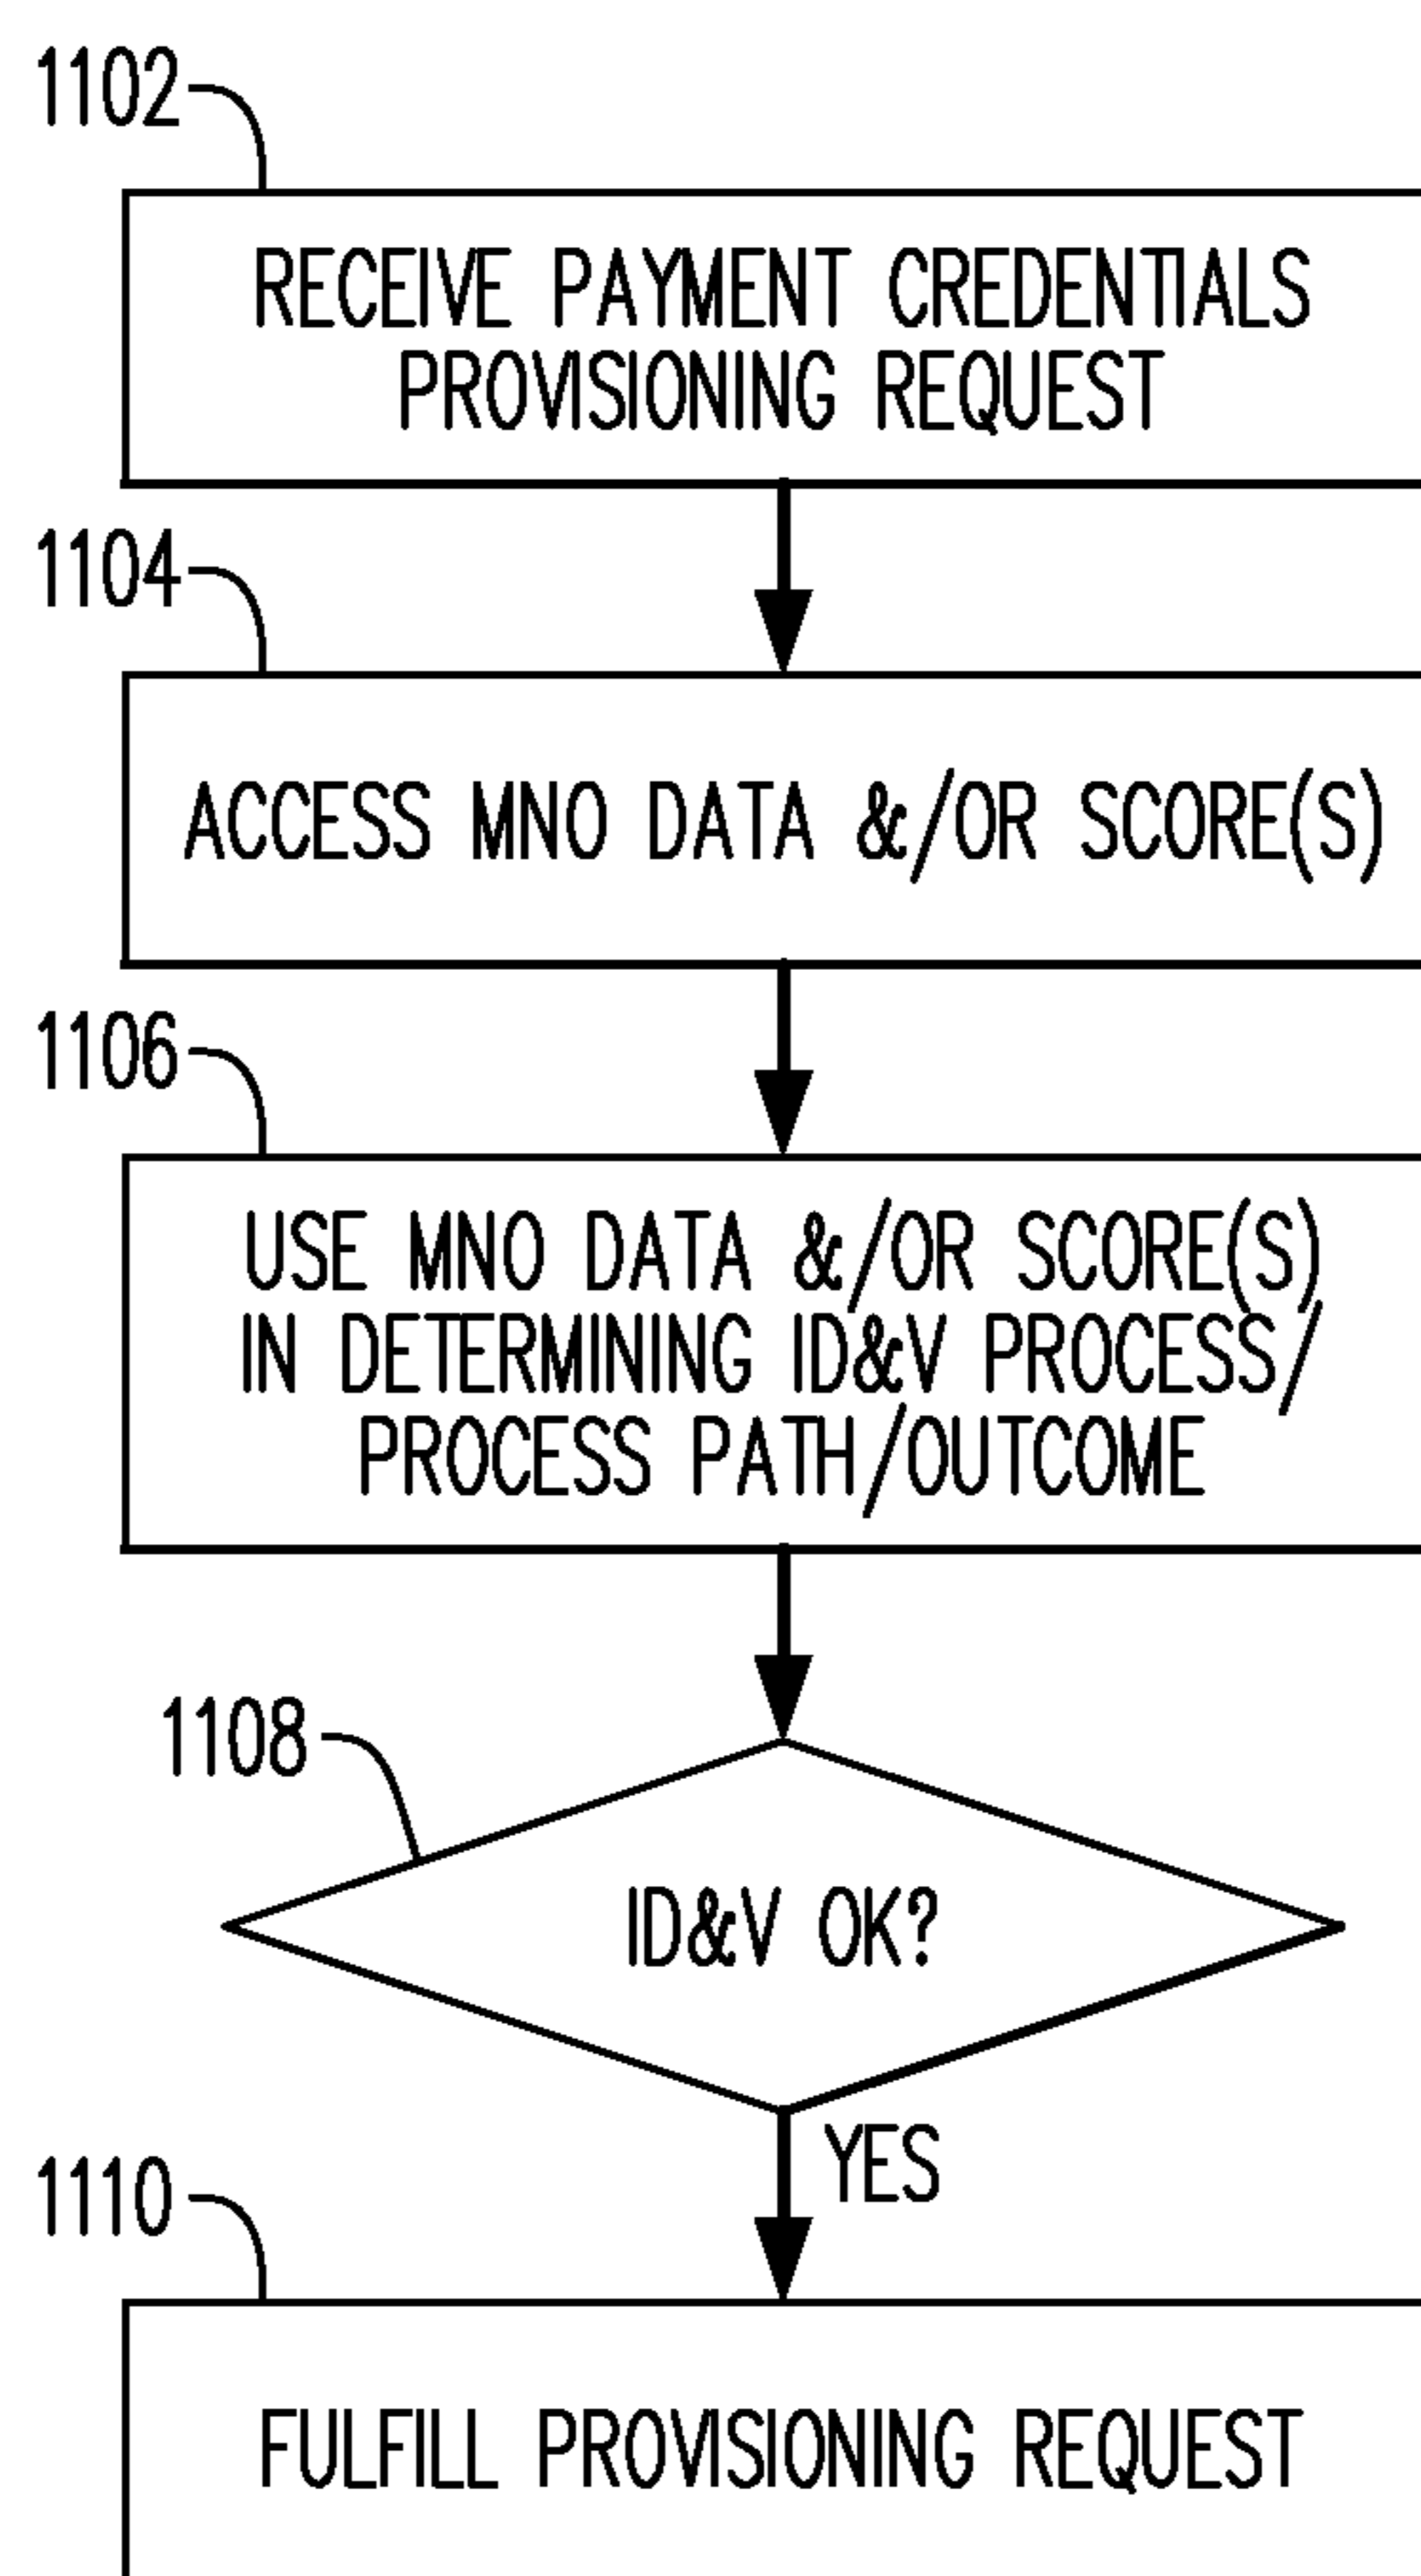 1102
RECEIVE PAYMENT CREDENTIALS
PROVISIONING REQUEST
1104
ACCESS MNO DATA &/OR SCORE(S)
1106
USE MNO DATA &/OR SCORE(S)
IN DETERMINING ID&V PROCESS/
PROCESS PATH/OUTCOME
1108
ID&V OK?
YES
1110
FULFILL PROVISIONING REQUEST